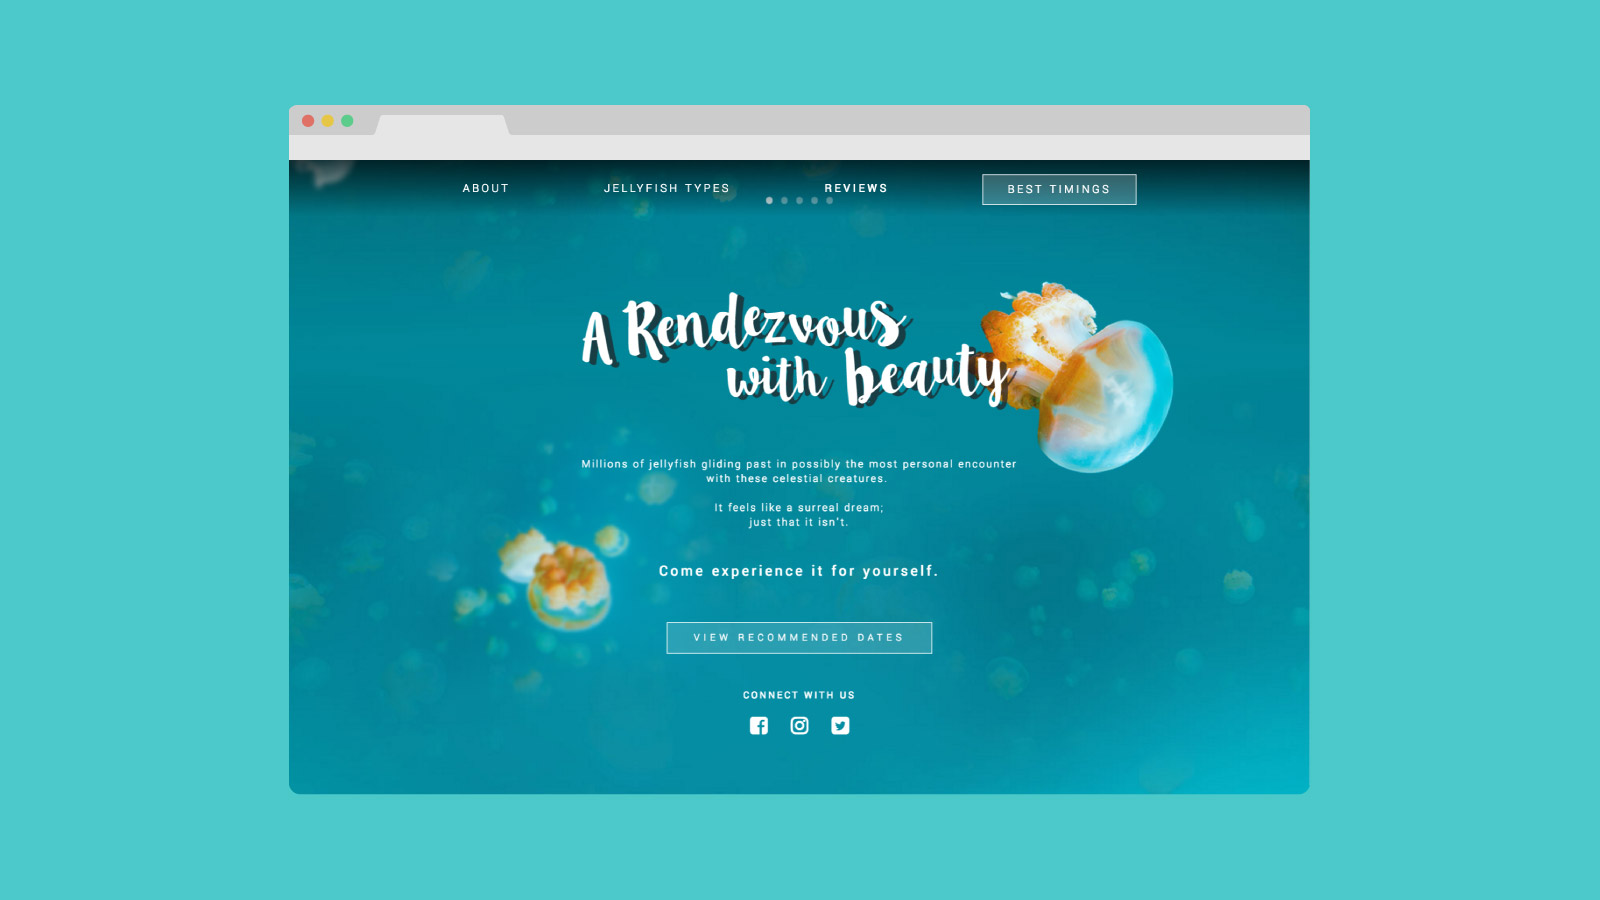 ABOUT
JELLYFISH TYPES
REVIEWS
BEST TIMINGS
A Rendezvous
with beauty
Millions of jellyfish gliding past in possibly the most personal encounter
with these celestial creatures.
It feels like a surreal dream;
just that it isn't.
Come experience it for yourself.
VIEW RECOMMENDED DATES
CONNECT WITH US